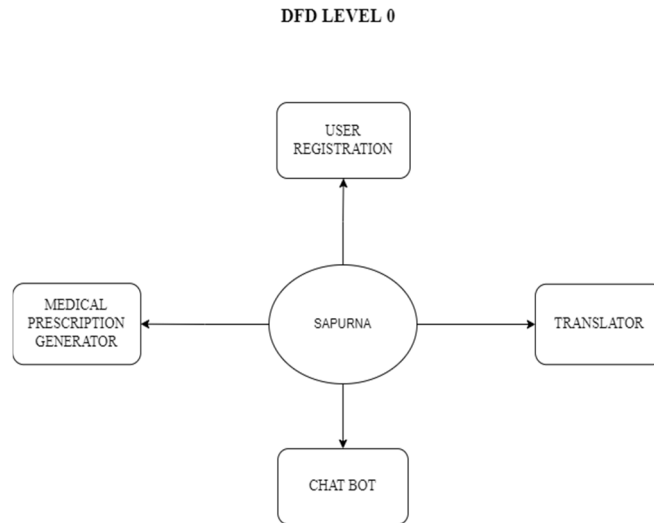 DFD LEVEL 0
USER
REGISTRATION
MEDICAL
PRESCRIPTION
GENERATOR
SAPURNA
TRANSLATOR
CHAT BOT